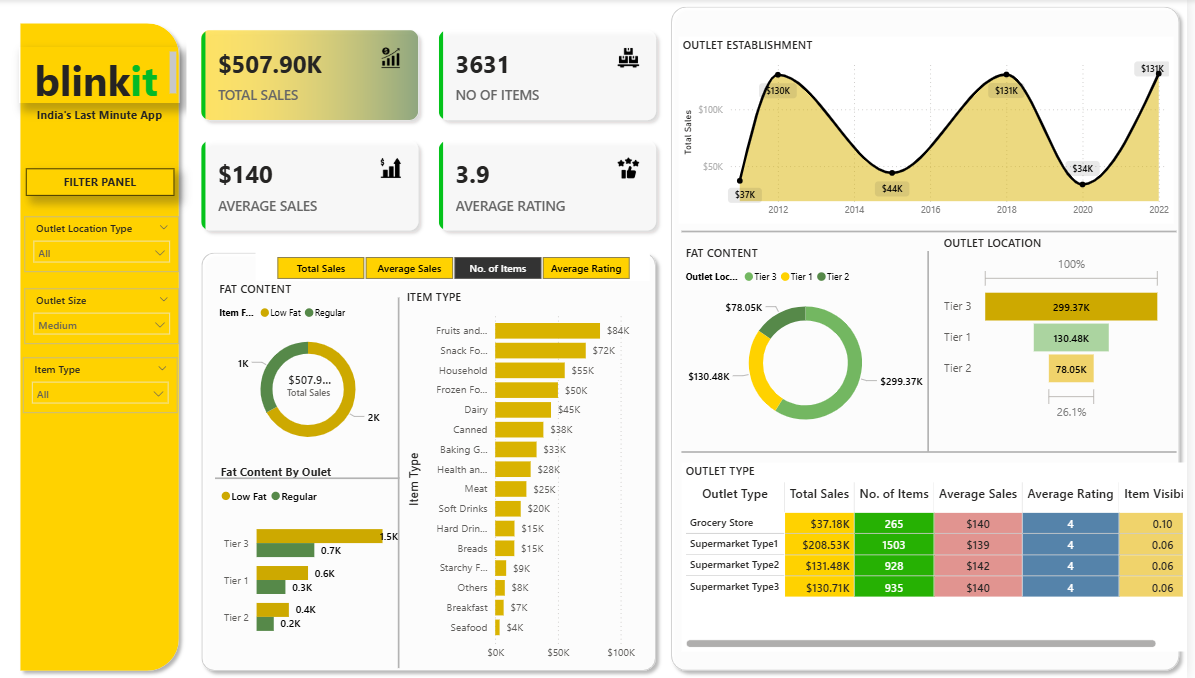 blinkit
India's Last Minute App
FILTER PANEL
Outlet Location Type
All
Outlet Size
Medium
Item Type
All
$507.90K
TOTAL SALES
3631
NO OF ITEMS
$140
AVERAGE SALES
3.9
AVERAGE RATING
Total Sales Average Sales No. of Items Average Rating
FAT CONTENT
Item F... Low Fat Regular
1K
$507.9...
Total Sales
2K
Fat Content By Oulet
Low Fat Regular
Tier 3 1.5K
0.7K
Tier 1 0.6K
0.3K
Tier 2 0.4K
0.2K
ITEM TYPE
Item Type
Fruits and... $84K
Snack Fo... $72K
Household $55K
Frozen Fo... $50K
Dairy $45K
Canned $38K
Baking G... $33K
Health an... $28K
Meat $25K
Soft Drinks $20K
Hard Drin... $15K
Breads $15K
Starchy F... $9K
Others $8K
Breakfast $7K
Seafood $4K
$0K $50K $100K
OUTLET ESTABLISHMENT
Total Sales
$100K
$50K
$37K
$130K
$44K
$131K
$34K
$131K
2012 2014 2016 2018 2020 2022
FAT CONTENT
Outlet Loc... Tier 3 Tier 1 Tier 2
$78.05K
$130.48K
$299.37K
OUTLET LOCATION
100%
Tier 3 299.37K
Tier 1 130.48K
Tier 2 78.05K
26.1%
OUTLET TYPE
Outlet Type Total Sales No. of Items Average Sales Average Rating Item Visibi
Grocery Store $37.18K 265 $140 4 0.10
Supermarket Type1 $208.53K 1503 $139 4 0.06
Supermarket Type2 $131.48K 928 $142 4 0.06
Supermarket Type3 $130.71K 935 $140 4 0.06